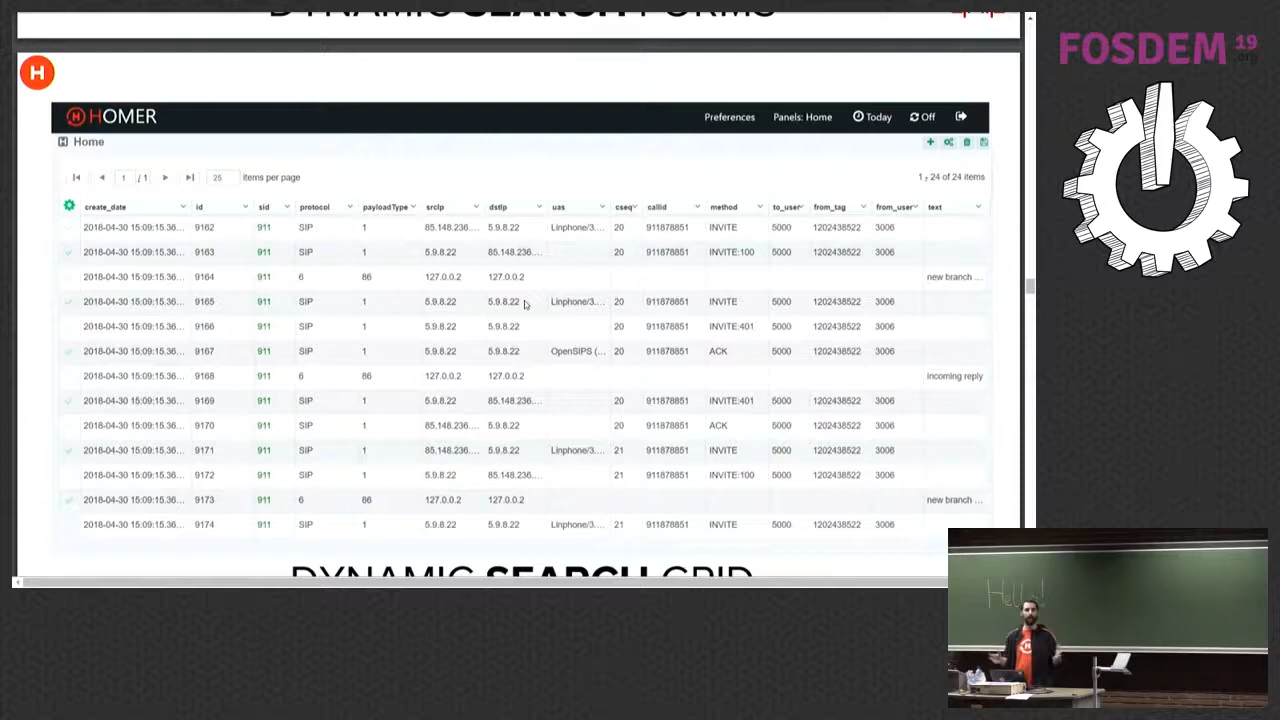 DYNAMIC SEARCH FORMS
FOSDEM 19 .org
H
HOMER Preferences Panels: Home Today Off
Home
1 / 1 25 items per page 1 - 24 of 24 items
create_date id sid protocol payloadType srcIp dstIp uas cseq callid method to_user from_tag from_user text
2018-04-30 15:09:15.36... 9162 911 SIP 1 85.148.236.... 5.9.8.22 Linphone/3.... 20 911878851 INVITE 5000 1202438522 3006
2018-04-30 15:09:15.36... 9163 911 SIP 1 5.9.8.22 85.148.236.... 20 911878851 INVITE:100 5000 1202438522 3006
2018-04-30 15:09:15.36... 9164 911 6 86 127.0.0.2 127.0.0.2 new branch ...
2018-04-30 15:09:15.36... 9165 911 SIP 1 5.9.8.22 5.9.8.22 Linphone/3.... 20 911878851 INVITE 5000 1202438522 3006
2018-04-30 15:09:15.36... 9166 911 SIP 1 5.9.8.22 5.9.8.22 20 911878851 INVITE:401 5000 1202438522 3006
2018-04-30 15:09:15.36... 9167 911 SIP 1 5.9.8.22 5.9.8.22 OpenSIPS (... 20 911878851 ACK 5000 1202438522 3006
2018-04-30 15:09:15.36... 9168 911 6 86 127.0.0.2 127.0.0.2 incoming reply
2018-04-30 15:09:15.36... 9169 911 SIP 1 5.9.8.22 85.148.236.... 20 911878851 INVITE:401 5000 1202438522 3006
2018-04-30 15:09:15.36... 9170 911 SIP 1 85.148.236.... 5.9.8.22 20 911878851 ACK 5000 1202438522 3006
2018-04-30 15:09:15.36... 9171 911 SIP 1 85.148.236.... 5.9.8.22 Linphone/3.... 21 911878851 INVITE 5000 1202438522 3006
2018-04-30 15:09:15.36... 9172 911 SIP 1 5.9.8.22 85.148.236.... 21 911878851 INVITE:100 5000 1202438522 3006
2018-04-30 15:09:15.36... 9173 911 6 86 127.0.0.2 127.0.0.2 new branch ...
2018-04-30 15:09:15.36... 9174 911 SIP 1 5.9.8.22 5.9.8.22 Linphone/3.... 21 911878851 INVITE 5000 1202438522 3006
DYNAMIC SEARCH GRID
Hello!
H